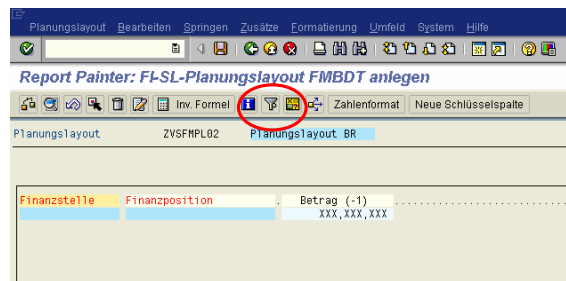 Planungslayout Bearbeiten Springen Zusätze Formatierung Umfeld System Hilfe
Report Painter: FI-SL-Planungslayout FMBDT anlegen
Inv. Formel Zahlenformat Neue Schlüsselspalte
Planungslayout ZVSFMPL02 Planungslayout BR
Finanzstelle Finanzposition . Betrag (-1) ..............................
XXX,XXX,XXX